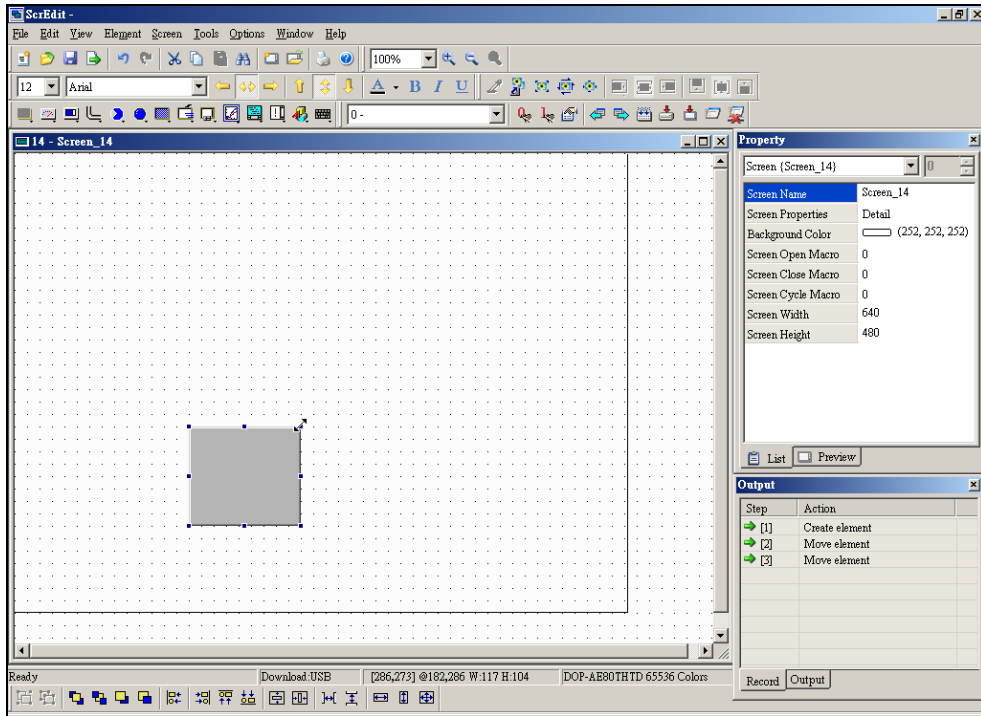 ScrEdit -
File Edit View Element Screen Tools Options Window Help
100%
12 Arial A B I U
0 -
14 - Screen_14
Property
Screen {Screen_14} 0
Screen Name Screen_14
Screen Properties Detail
Background Color (252, 252, 252)
Screen Open Macro 0
Screen Close Macro 0
Screen Cycle Macro 0
Screen Width 640
Screen Height 480
List Preview
Output
Step Action
[1] Create element
[2] Move element
[3] Move element
Record Output
Ready Download:USB [286,273] @182,286 W:117 H:104 DOP-AE80THTD 65536 Colors